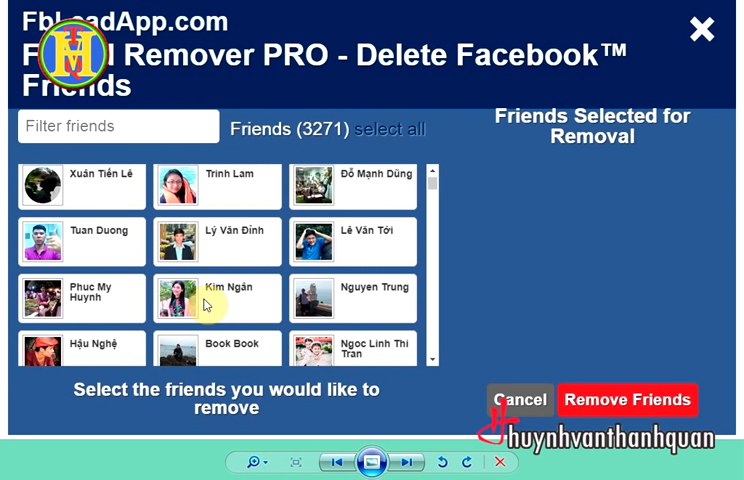 FbLeadApp.com
Remover PRO - Delete Facebook™
Friends
Filter friends
Friends (3271) select all
Friends Selected for
Removal
Xuân Tiến Lê
Trinh Lam
Đỗ Mạnh Dũng
Tuan Duong
Lý Văn Đỉnh
Lê Văn Tới
Phuc My
Huynh
Kim Ngân
Nguyen Trung
Hậu Nghệ
Book Book
Ngoc Linh Thi
Tran
Select the friends you would like to
remove
Cancel
Remove Friends
Huynhvanthanhquan